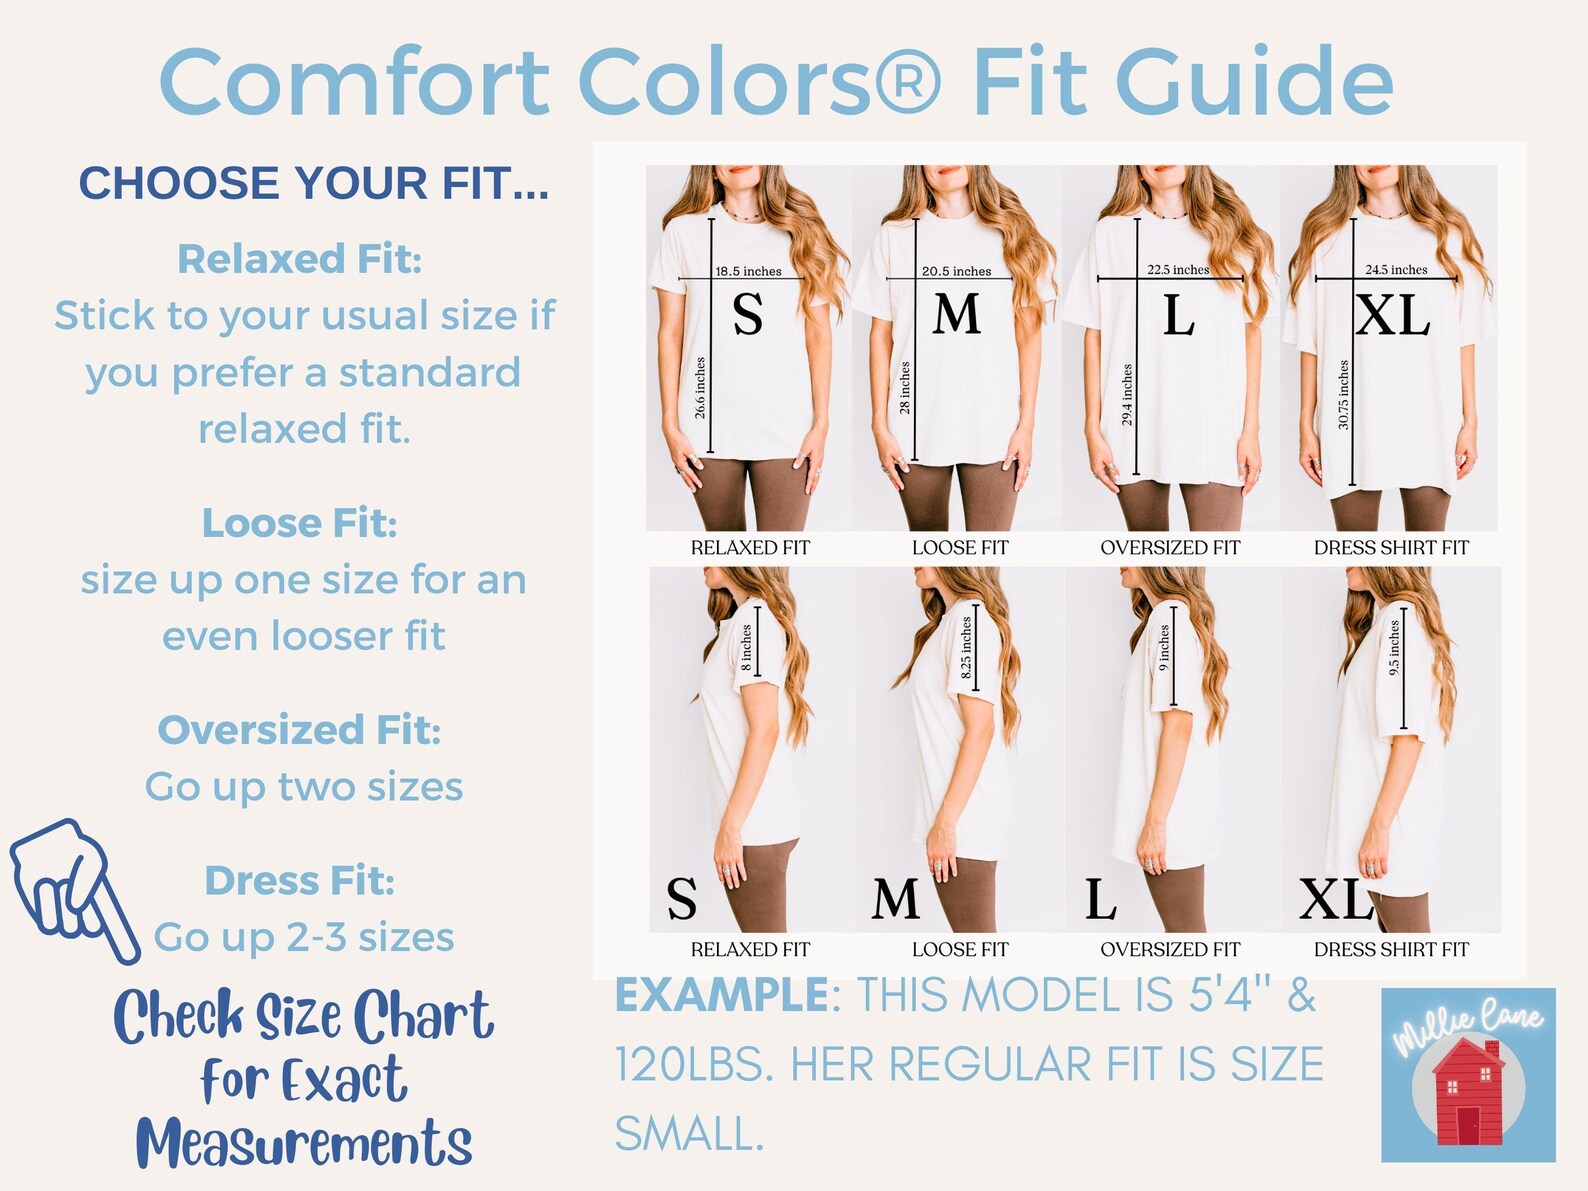 Comfort Colors® Fit Guide
CHOOSE YOUR FIT...
Relaxed Fit:
Stick to your usual size if
you prefer a standard
relaxed fit.
Loose Fit:
size up one size for an
even looser fit
Oversized Fit:
Go up two sizes
Dress Fit:
Go up 2-3 sizes
Check Size Chart
for Exact
Measurements
18.5 inches
S
26.6 inches
RELAXED FIT
20.5 inches
M
28 inches
LOOSE FIT
22.5 inches
L
29.4 inches
OVERSIZED FIT
24.5 inches
XL
30.75 inches
DRESS SHIRT FIT
8 inches
S
RELAXED FIT
8.25 inches
M
LOOSE FIT
9 inches
L
OVERSIZED FIT
9.5 inches
XL
DRESS SHIRT FIT
EXAMPLE: THIS MODEL IS 5'4" &
120LBS. HER REGULAR FIT IS SIZE
SMALL.
Millie Cane